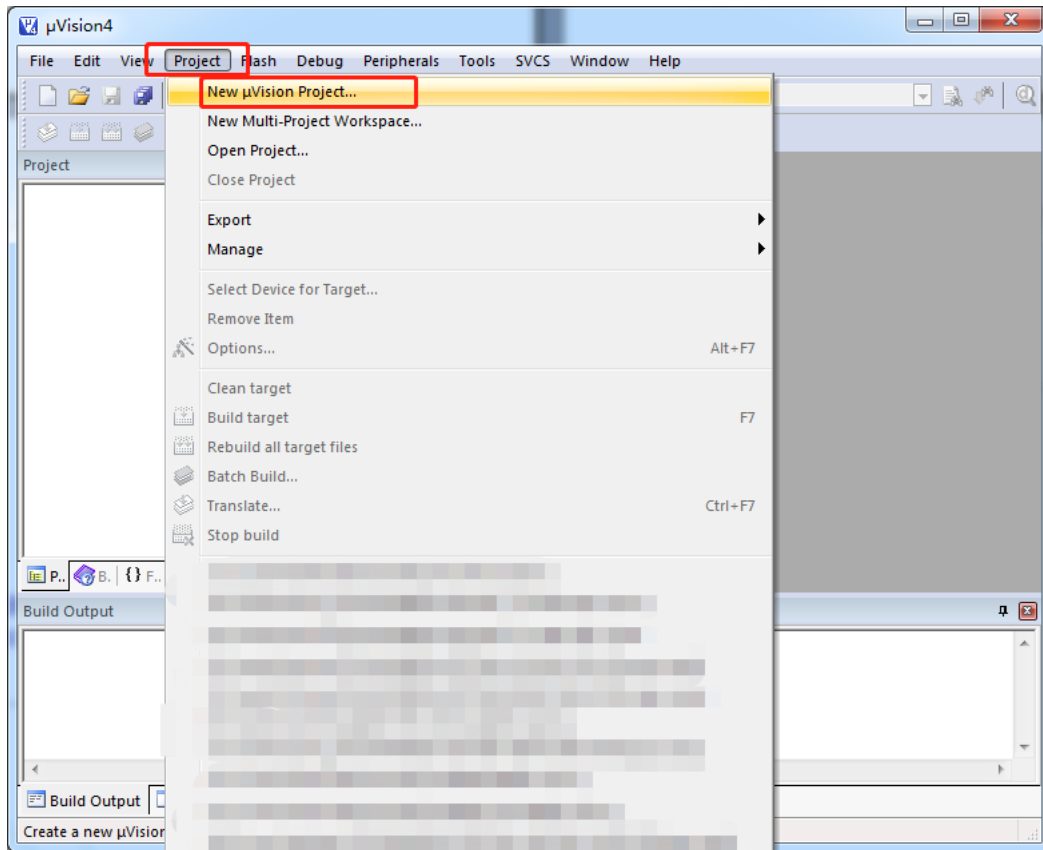 µVision4
File Edit View Project Flash Debug Peripherals Tools SVCS Window Help
New µVision Project...
New Multi-Project Workspace...
Open Project...
Project
Close Project
Export
Manage
Select Device for Target...
Remove Item
Options... Alt+F7
Clean target
Build target F7
Rebuild all target files
Batch Build...
Translate... Ctrl+F7
Stop build
P.. B. {} F..
Build Output
Build Output
Create a new µVision